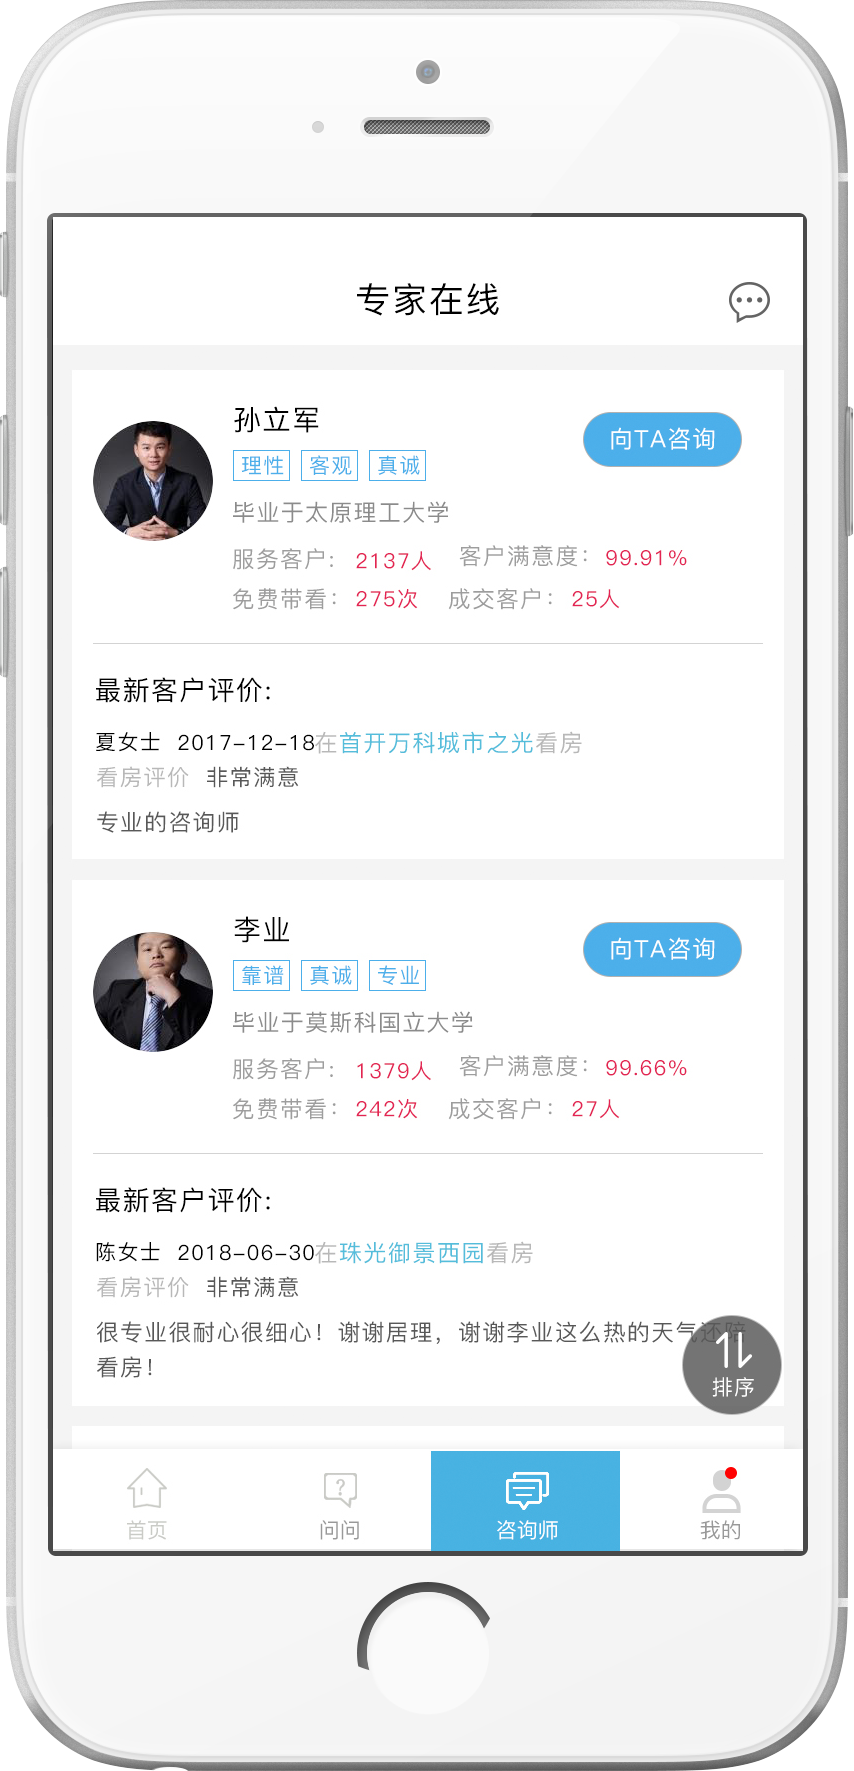 专家在线
孙立军
向TA咨询
理性 客观 真诚
毕业于太原理工大学
服务客户: 2137人 客户满意度: 99.91%
免费带看: 275次 成交客户: 25人
最新客户评价:
夏女士 2017-12-18在首开万科城市之光看房
看房评价 非常满意
专业的咨询师
李业
向TA咨询
靠谱 真诚 专业
毕业于莫斯科国立大学
服务客户: 1379人 客户满意度: 99.66%
免费带看: 242次 成交客户: 27人
最新客户评价:
陈女士 2018-06-30在珠光御景西园看房
看房评价 非常满意
很专业很耐心很细心！谢谢居理，谢谢李业这么热的天气还陪
看房！
排序
首页 问问 咨询师 我的